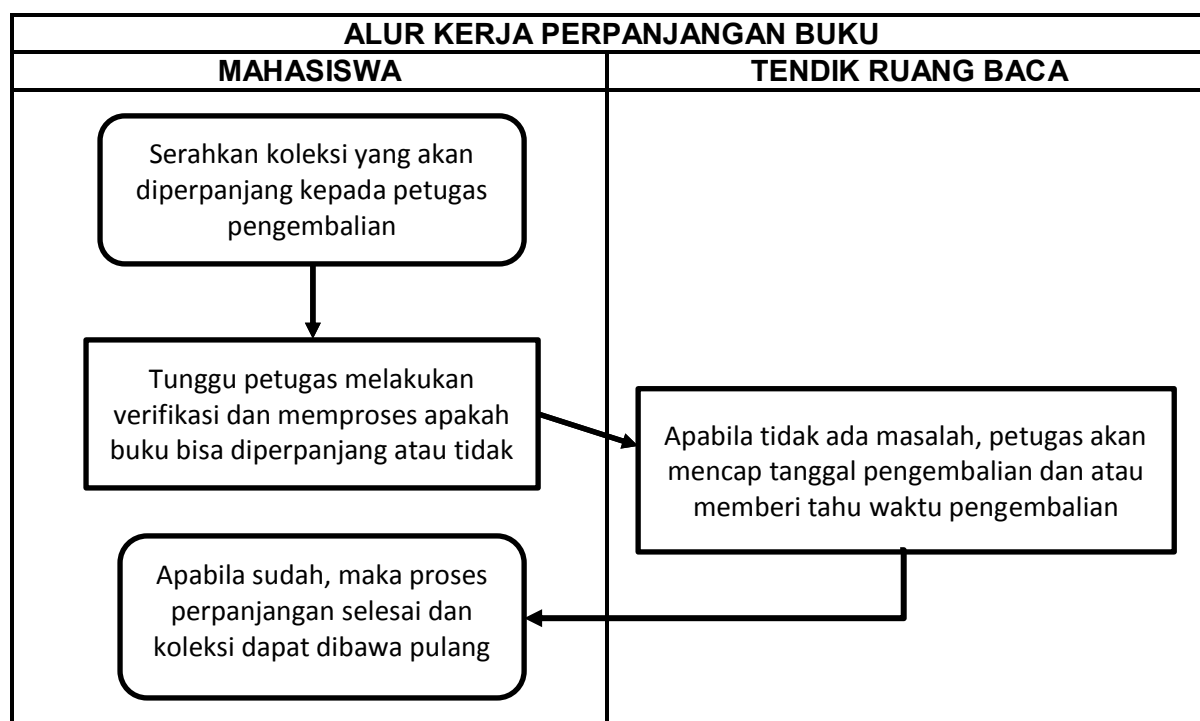 ALUR KERJA PERPANJANGAN BUKU
MAHASISWA
TENDIK RUANG BACA
Serahkan koleksi yang akan
diperpanjang kepada petugas
pengembalian
Tunggu petugas melakukan
verifikasi dan memproses apakah
buku bisa diperpanjang atau tidak
Apabila tidak ada masalah, petugas akan
mencap tanggal pengembalian dan atau
memberi tahu waktu pengembalian
Apabila sudah, maka proses
perpanjangan selesai dan
koleksi dapat dibawa pulang